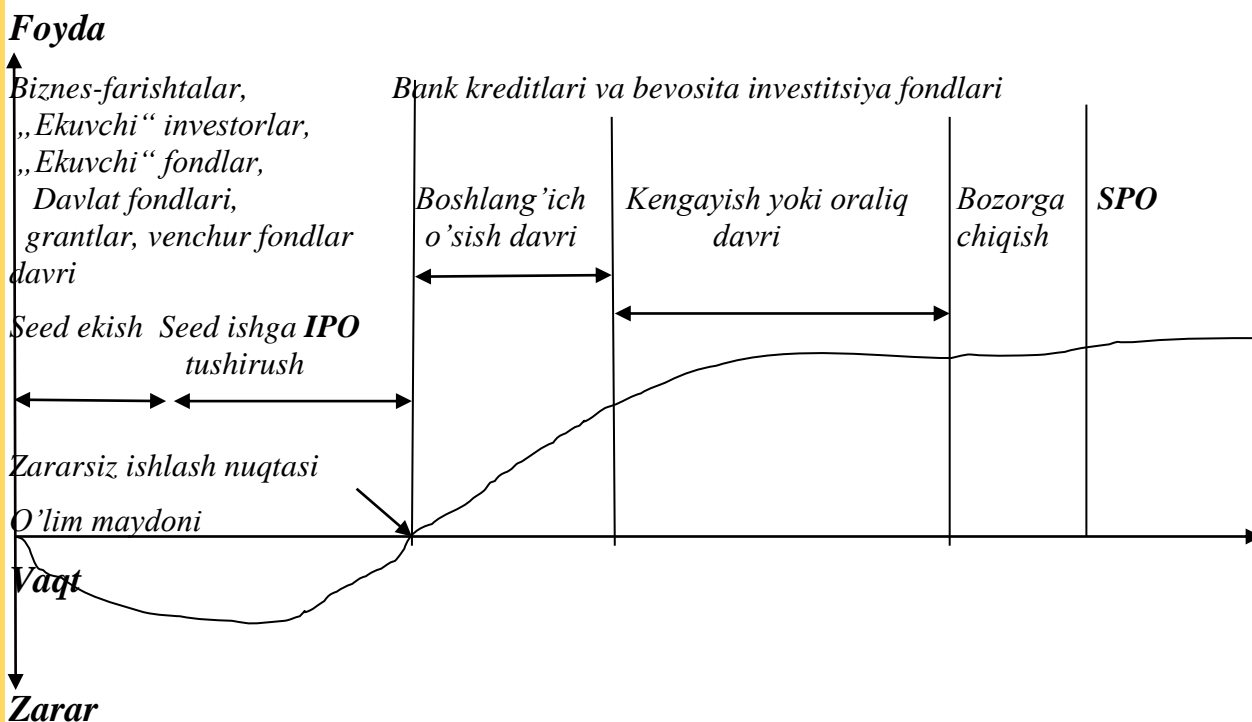 Foyda
Biznes-farishtalar,
„Ekuvchi“ investorlar,
„Ekuvchi“ fondlar,
Davlat fondlari,
grantlar, venchur fondlar
davri
Bank kreditlari va bevosita investitsiya fondlari
Boshlang’ich
o’sish davri
Kengayish yoki oraliq
davri
Bozorga
chiqish
SPO
Seed ekish Seed ishga IPO
tushirush
Zararsiz ishlash nuqtasi
O’lim maydoni
Vaqt
Zarar